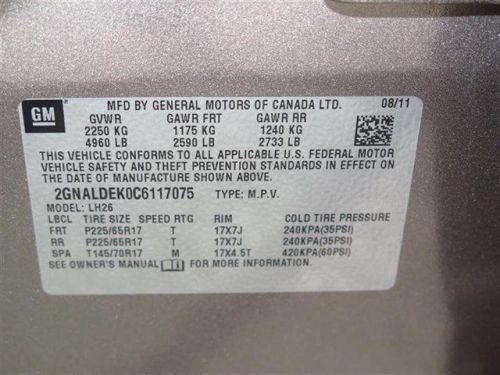 GM
MFD BY GENERAL MOTORS OF CANADA LTD. 08/11
GVWR GAWR FRT GAWR RR
2250 KG 1175 KG 1240 KG
4960 LB 2590 LB 2733 LB
THIS VEHICLE CONFORMS TO ALL APPLICABLE U.S. FEDERAL MOTOR
VEHICLE SAFETY AND THEFT PREVENTION STANDARDS IN EFFECT ON
THE DATE OF MANUFACTURE SHOWN ABOVE.
2GNALDEK0C6117075 TYPE: M.P.V.
MODEL: LH26
LBCL TIRE SIZE SPEED RTG RIM COLD TIRE PRESSURE
FRT P225/65R17 T 17X7J 240KPA(35PSI)
RR P225/65R17 T 17X7J 240KPA(35PSI)
SPA T145/70R17 M 17X4.5T 420KPA(60PSI)
SEE OWNER'S MANUAL i FOR MORE INFORMATION.